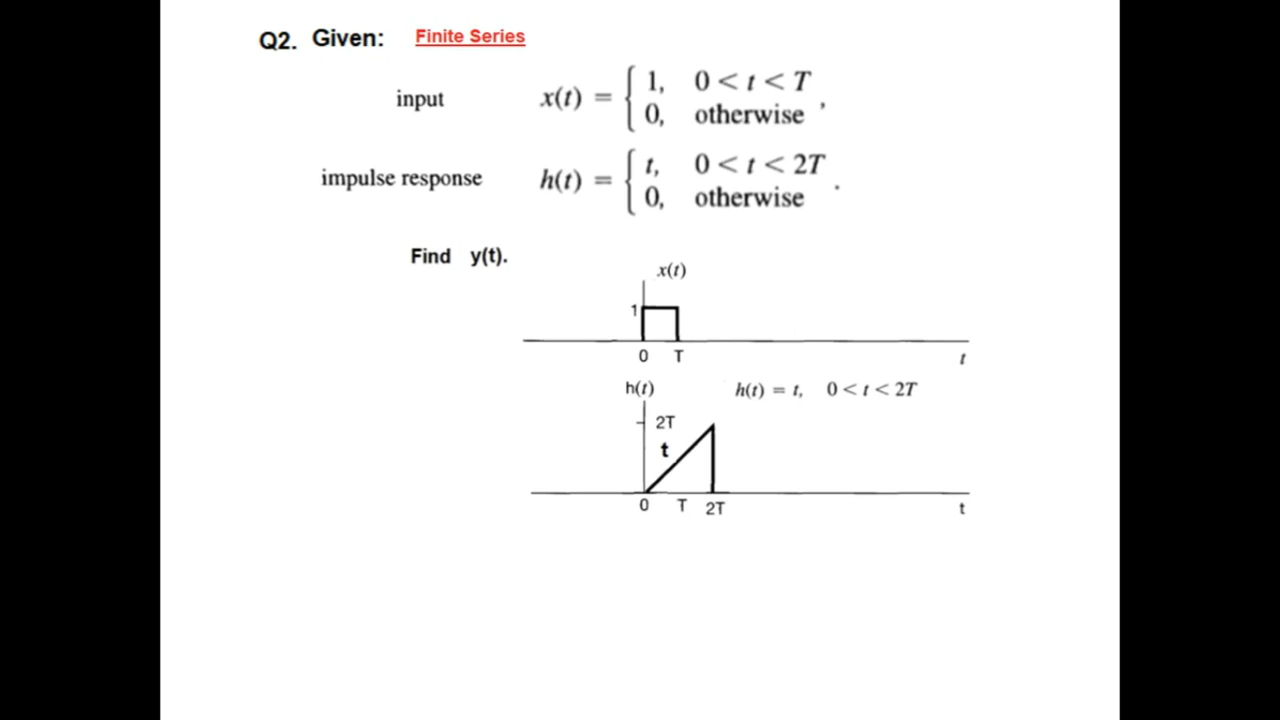 Q2. Given: Finite Series
input x(t) = { 1, 0 < t < T
0, otherwise ,
impulse response h(t) = { t, 0 < t < 2T
0, otherwise .
Find y(t).
x(t)
1
0 T t
h(t) h(t) = t, 0 < t < 2T
2T
t
0 T 2T t